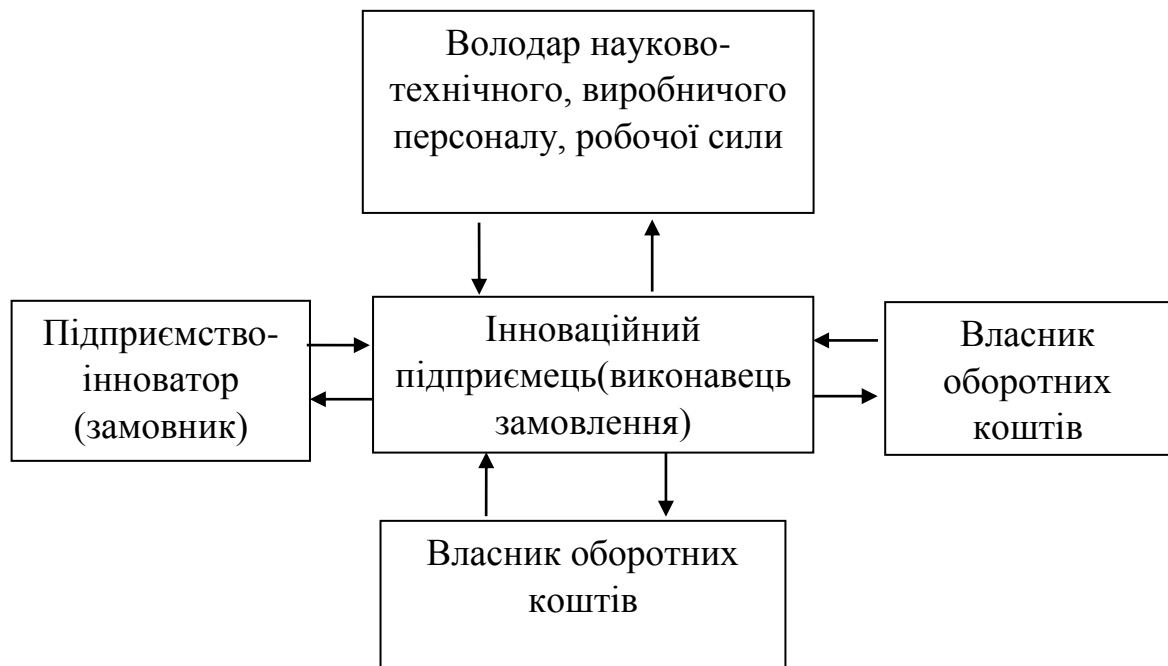 Володар науково-
технічного, виробничого
персоналу, робочої сили
Підприємство-
інноватор
(замовник)
Інноваційний
підприємець(виконавець
замовлення)
Власник
оборотних
коштів
Власник оборотних
коштів